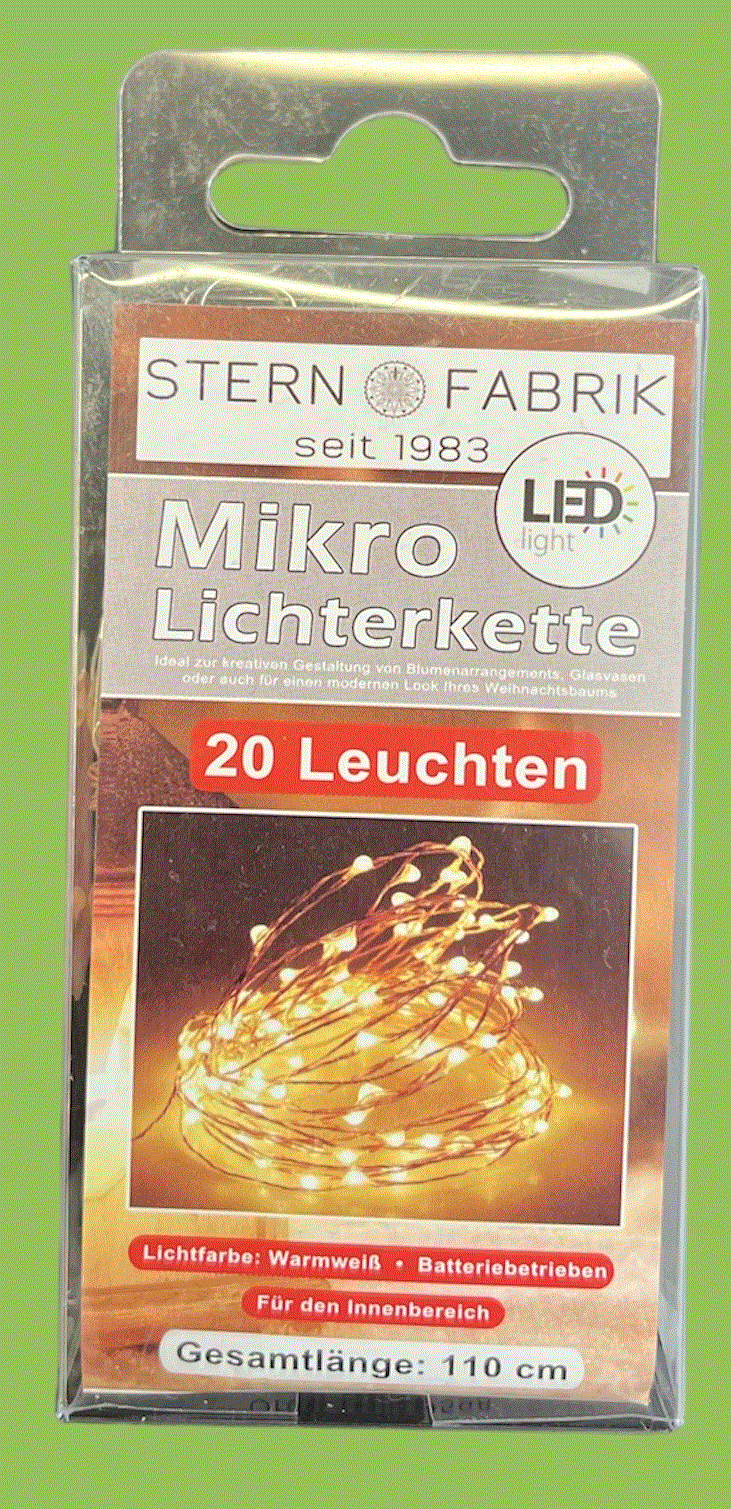 STERN FABRIK
seit 1983
LED
light
Mikro
Lichterkette
Ideal zur kreativen Gestaltung von Blumenarrangements, Glasvasen
oder auch für einen modernen Look Ihres Weihnachtsbaums
20 Leuchten
Lichtfarbe: Warmweiß • Batteriebetrieben
Für den Innenbereich
Gesamtlänge: 110 cm